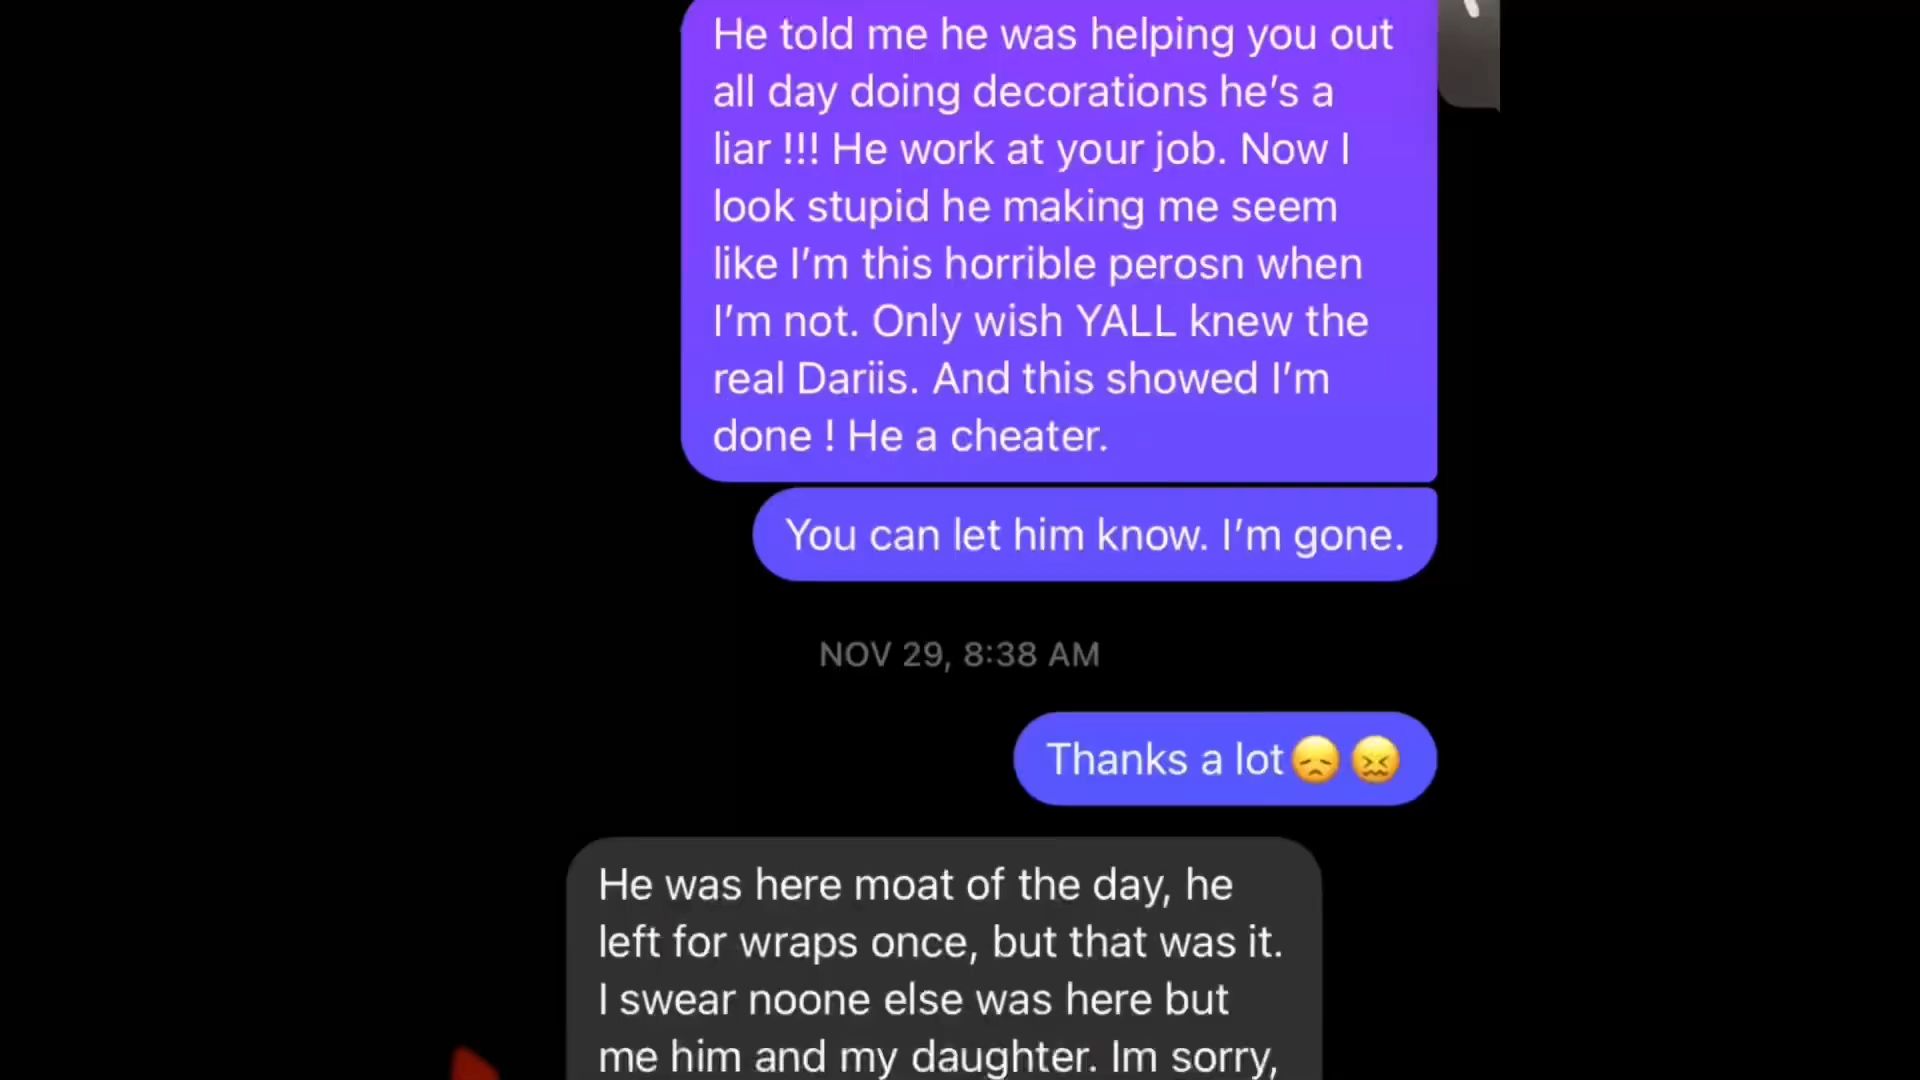 He told me he was helping you out
all day doing decorations he's a
liar !!! He work at your job. Now I
look stupid he making me seem
like I'm this horrible perosn when
I'm not. Only wish YALL knew the
real Dariis. And this showed I'm
done ! He a cheater.
You can let him know. I'm gone.
NOV 29, 8:38 AM
Thanks a lot😞😖
He was here moat of the day, he
left for wraps once, but that was it.
I swear noone else was here but
me him and my daughter. Im sorry,